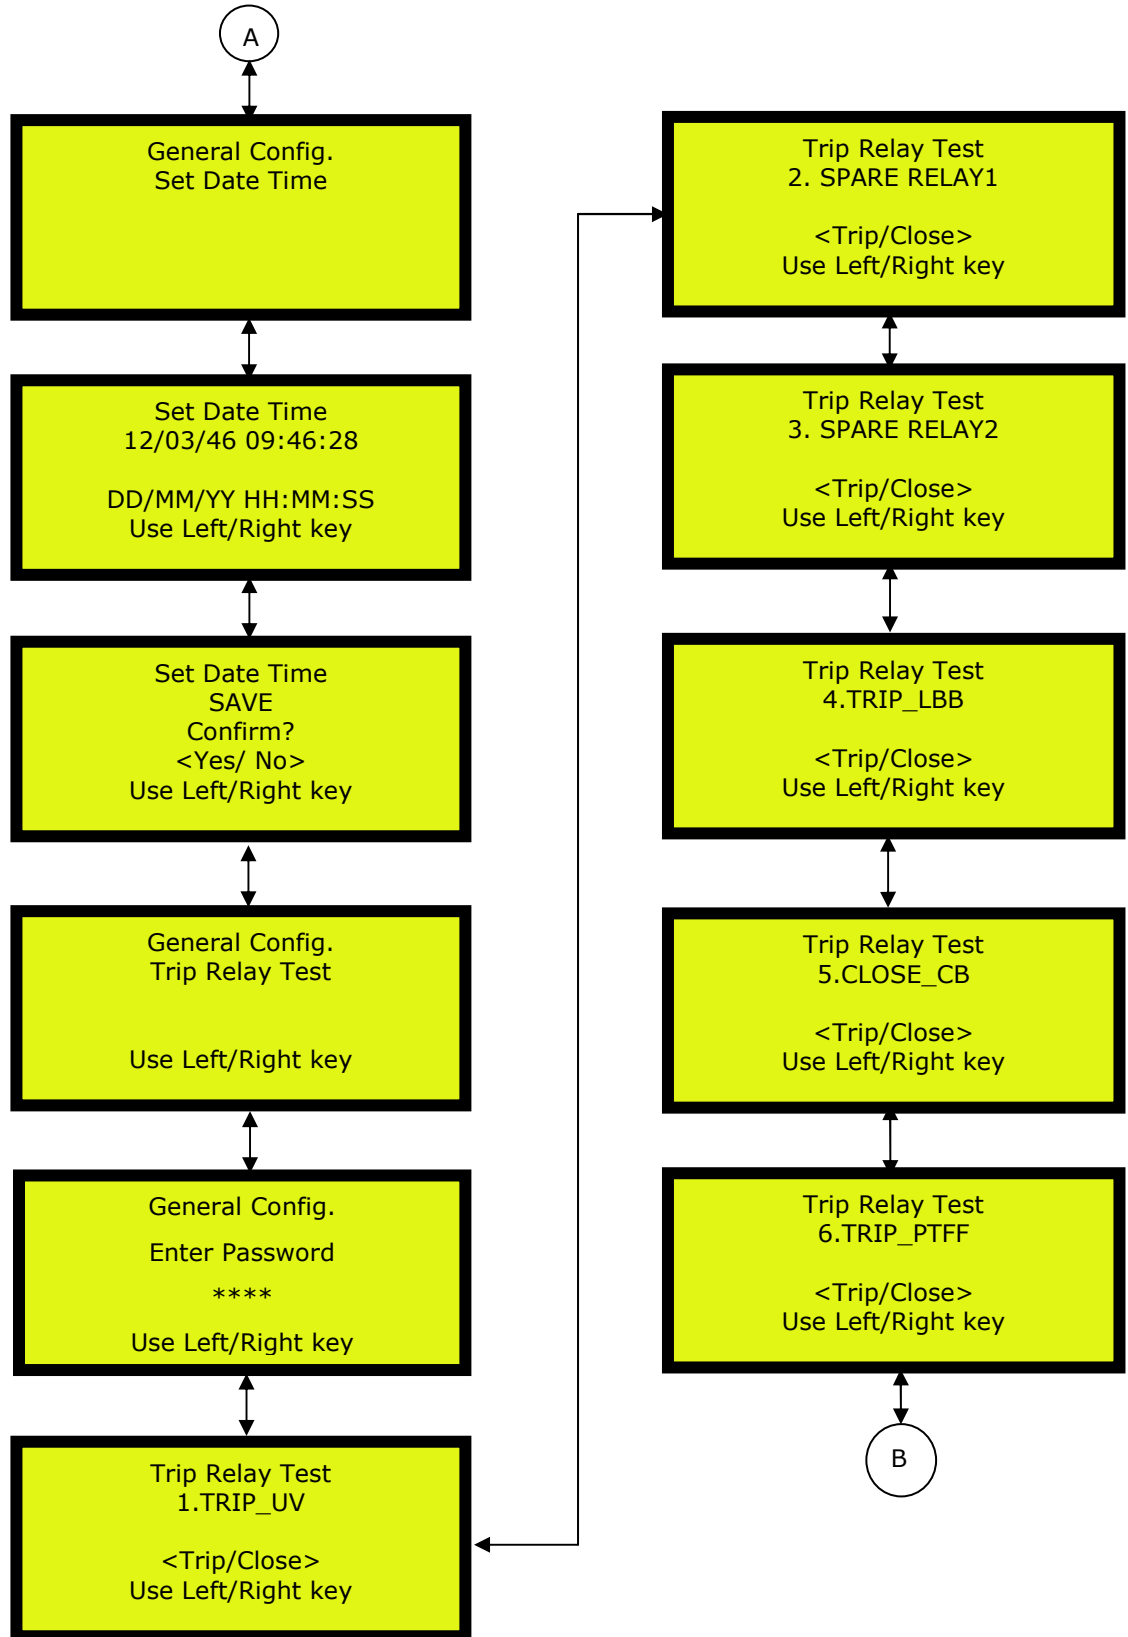 A
General Config.
Set Date Time
Set Date Time
12/03/46 09:46:28
DD/MM/YY HH:MM:SS
Use Left/Right key
Set Date Time
SAVE
Confirm?
<Yes/ No>
Use Left/Right key
General Config.
Trip Relay Test
Use Left/Right key
General Config.
Enter Password
****
Use Left/Right key
Trip Relay Test
1.TRIP_UV
<Trip/Close>
Use Left/Right key
Trip Relay Test
2. SPARE RELAY1
<Trip/Close>
Use Left/Right key
Trip Relay Test
3. SPARE RELAY2
<Trip/Close>
Use Left/Right key
Trip Relay Test
4.TRIP_LBB
<Trip/Close>
Use Left/Right key
Trip Relay Test
5.CLOSE_CB
<Trip/Close>
Use Left/Right key
Trip Relay Test
6.TRIP_PTFF
<Trip/Close>
Use Left/Right key
B